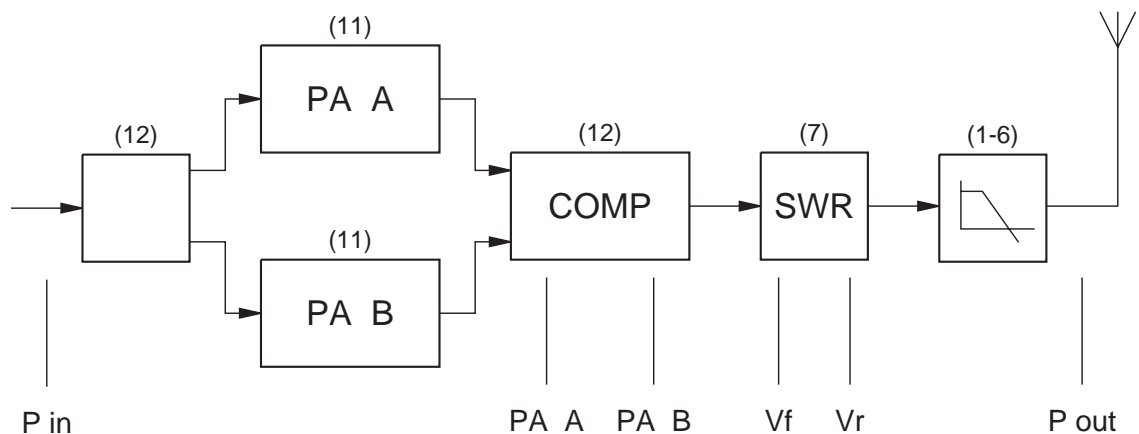 (11)
PA A
(12)
(12)
(7)
(1-6)
COMP
SWR
(11)
PA B
P in
PA A
PA B
Vf
Vr
P out